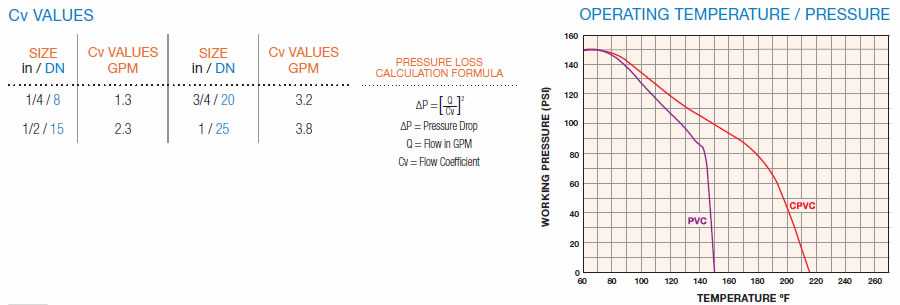 Cv VALUES
SIZE
in / DN
Cv VALUES
GPM
SIZE
in / DN
Cv VALUES
GPM
1/4 / 8
1.3
3/4 / 20
3.2
1/2 / 15
2.3
1 / 25
3.8
PRESSURE LOSS
CALCULATION FORMULA
ΔP = [Q/Cv]²
ΔP = Pressure Drop
Q = Flow in GPM
Cv = Flow Coefficient
OPERATING TEMPERATURE / PRESSURE
WORKING PRESSURE (PSI)
160
140
120
100
80
60
40
20
0
PVC
CPVC
60 80 100 120 140 160 180 200 220 240 260
TEMPERATURE ºF